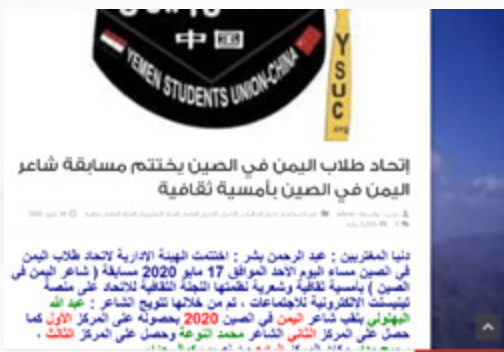 中国
YEMEN STUDENTS UNION-CHINA
YSUC
.org
إتحاد طلاب اليمن في الصين يختتم مسابقة شاعر
اليمن في الصين بأمسية ثقافية
دنيا المغتربين : عبد الرحمن بشر : اختتمت الهيئة الادارية لاتحاد طلاب اليمن
في الصين مساء اليوم الأحد الموافق 17 مايو 2020 مسابقة ( شاعر اليمن في
الصين ) بأمسية ثقافية وشعرية نظمتها اللجنة الثقافية للاتحاد على منصة
تينيسنت الالكترونية للاجتماعات ، تم من خلالها تتويج الشاعر : عبد الله
البهلولي بلقب شاعر اليمن في الصين 2020 بحصوله على المركز الأول كما
حصل على المركز الثاني الشاعر محمد النوعة وحصل على المركز الثالث ،